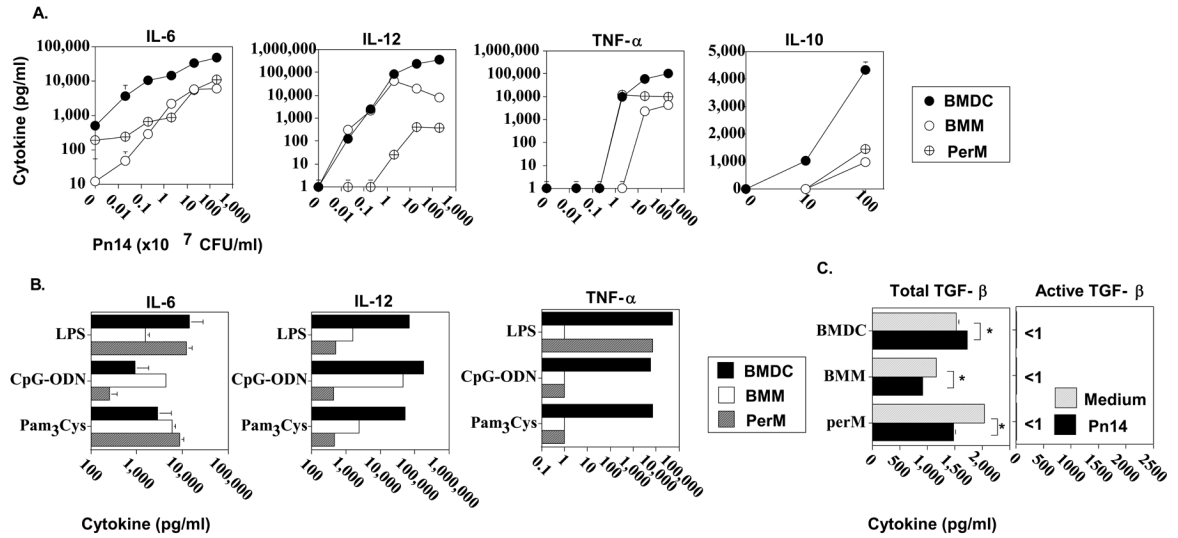 A.
IL-6
IL-12
TNF-α
IL-10
Cytokine (pg/ml)
100,000
10,000
1,000
100
10
0
0.01
0.1
1
10
100
1,000
1,000,000
100,000
10,000
1,000
100
10
1
0
0.01
0.1
1
10
100
1,000
1,000,000
100,000
10,000
1,000
100
10
1
0
0.01
0.1
1
10
100
1000
5,000
4,000
3,000
2,000
1,000
0
0
10
100
BMDC
BMM
PerM
Pn14 (x10 7 CFU/ml)
B.
IL-6
IL-12
TNF-α
LPS
CpG-ODN
Pam3Cys
100
1,000
10,000
100,000
LPS
CpG-ODN
Pam3Cys
100
1,000
10,000
100,000
1,000,000
LPS
CpG-ODN
Pam3Cys
0.1
1
10
100
1,000
10,000
100,000
BMDC
BMM
PerM
Cytokine (pg/ml)
C.
Total TGF- β
Active TGF- β
BMDC
BMM
perM
*
*
*
<1
<1
<1
Medium
Pn14
0
500
1,000
1,500
2,000
0
500
1000
1500
2000
2500
Cytokine (pg/ml)